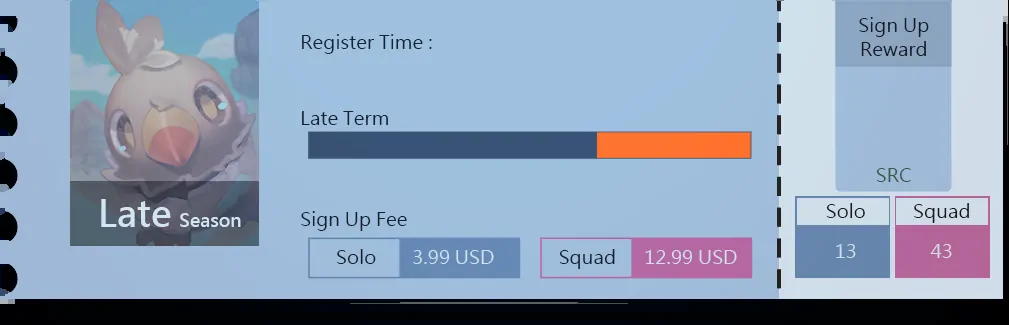 Late Season
Register Time :
Late Term
Sign Up Fee
Solo 3.99 USD
Squad 12.99 USD
Sign Up
Reward
SRC
Solo Squad
13 43